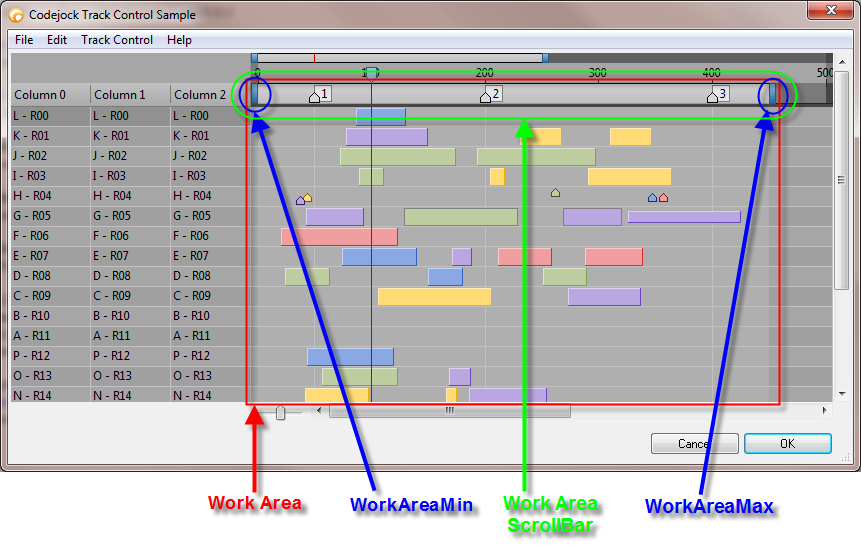 Codejock Track Control Sample
File Edit Track Control Help
0 100 200 300 400 500
Column 0 Column 1 Column 2 1 2 3
L - R00 L - R00 L - R00
K - R01 K - R01 K - R01
J - R02 J - R02 J - R02
I - R03 I - R03 I - R03
H - R04 H - R04 H - R04
G - R05 G - R05 G - R05
F - R06 F - R06 F - R06
E - R07 E - R07 E - R07
D - R08 D - R08 D - R08
C - R09 C - R09 C - R09
B - R10 B - R10 B - R10
A - R11 A - R11 A - R11
P - R12 P - R12 P - R12
O - R13 O - R13 O - R13
N - R14 N - R14 N - R14
Cancel OK
Work Area WorkAreaMin Work Area WorkAreaMax
ScrollBar